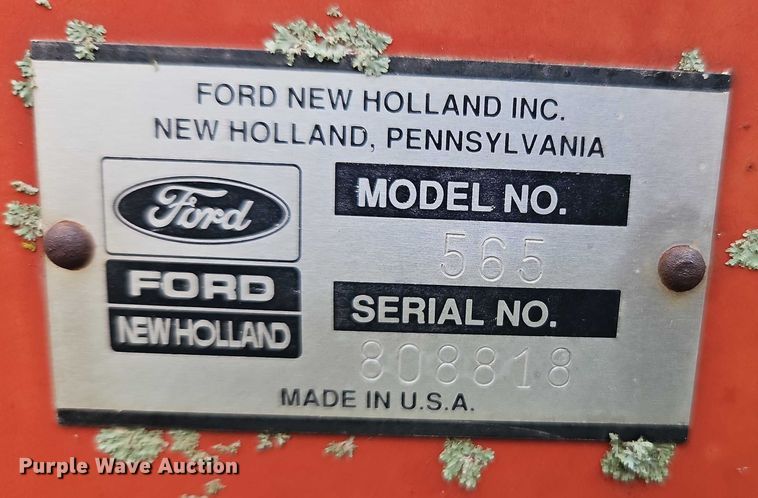 FORD NEW HOLLAND INC.
NEW HOLLAND, PENNSYLVANIA
Ford
MODEL NO.
565
FORD
NEW HOLLAND
SERIAL NO.
808818
MADE IN U.S.A.
Purple Wave Auction